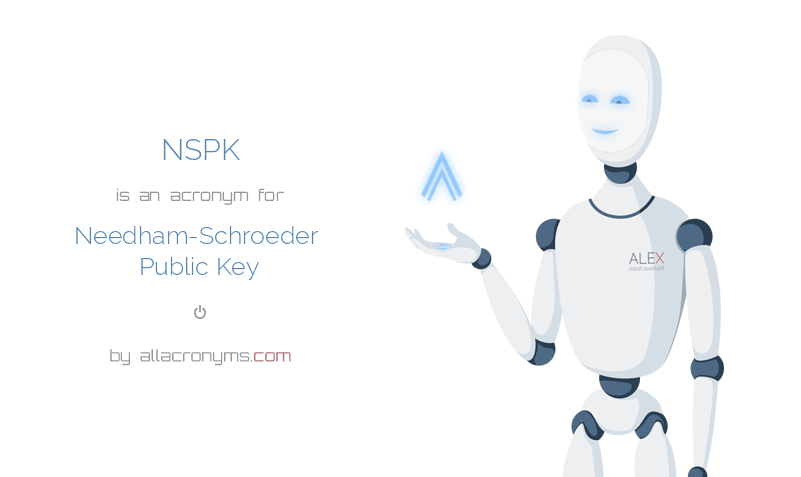 NSPK
is an acronym for
Needham-Schroeder
Public Key
by allacronyms.com
ALEX
robot assistant